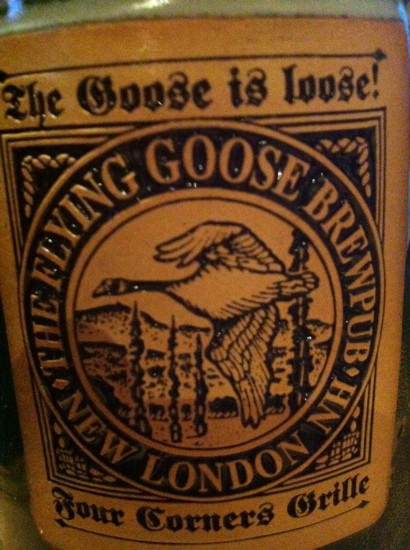 The Goose is loose!
THE FLYING GOOSE BREWPUB
NEW LONDON NH
Four Corners Grille